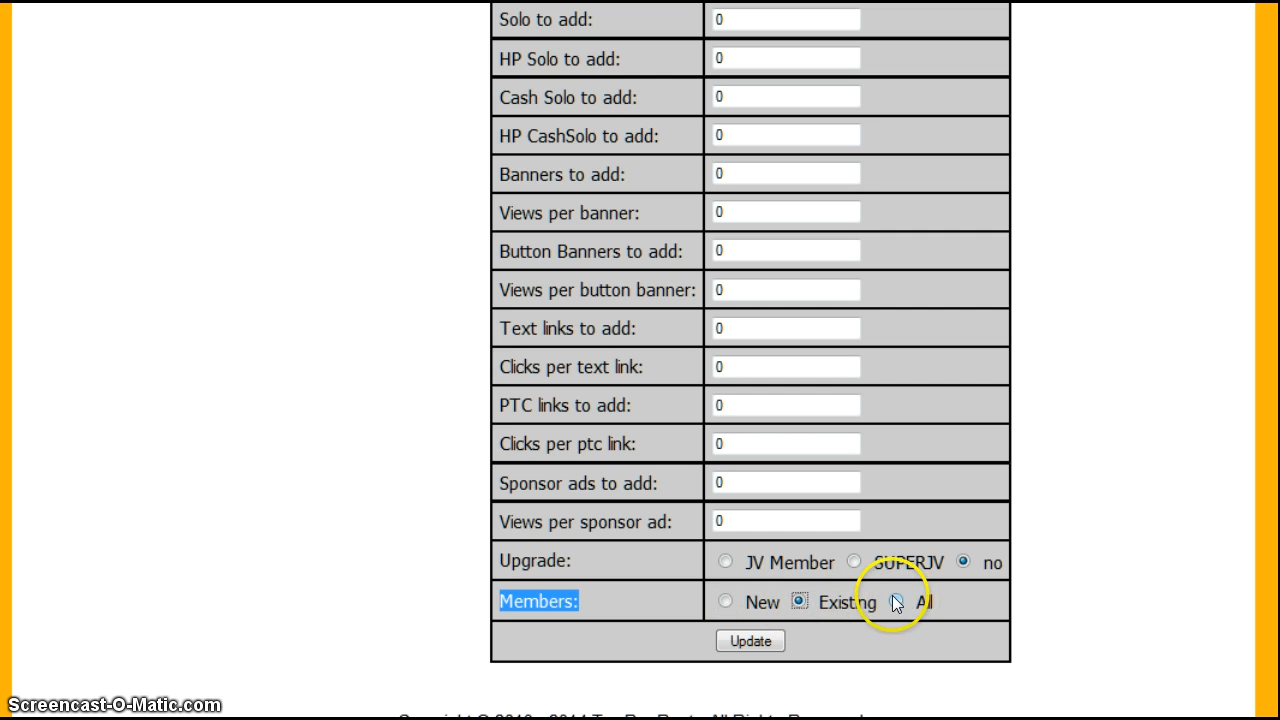 Solo to add: 0
HP Solo to add: 0
Cash Solo to add: 0
HP CashSolo to add: 0
Banners to add: 0
Views per banner: 0
Button Banners to add: 0
Views per button banner: 0
Text links to add: 0
Clicks per text link: 0
PTC links to add: 0
Clicks per ptc link: 0
Sponsor ads to add: 0
Views per sponsor ad: 0
Upgrade: JV Member SUPERJV no
Members: New Existing All
Update
Screencast-O-Matic.com